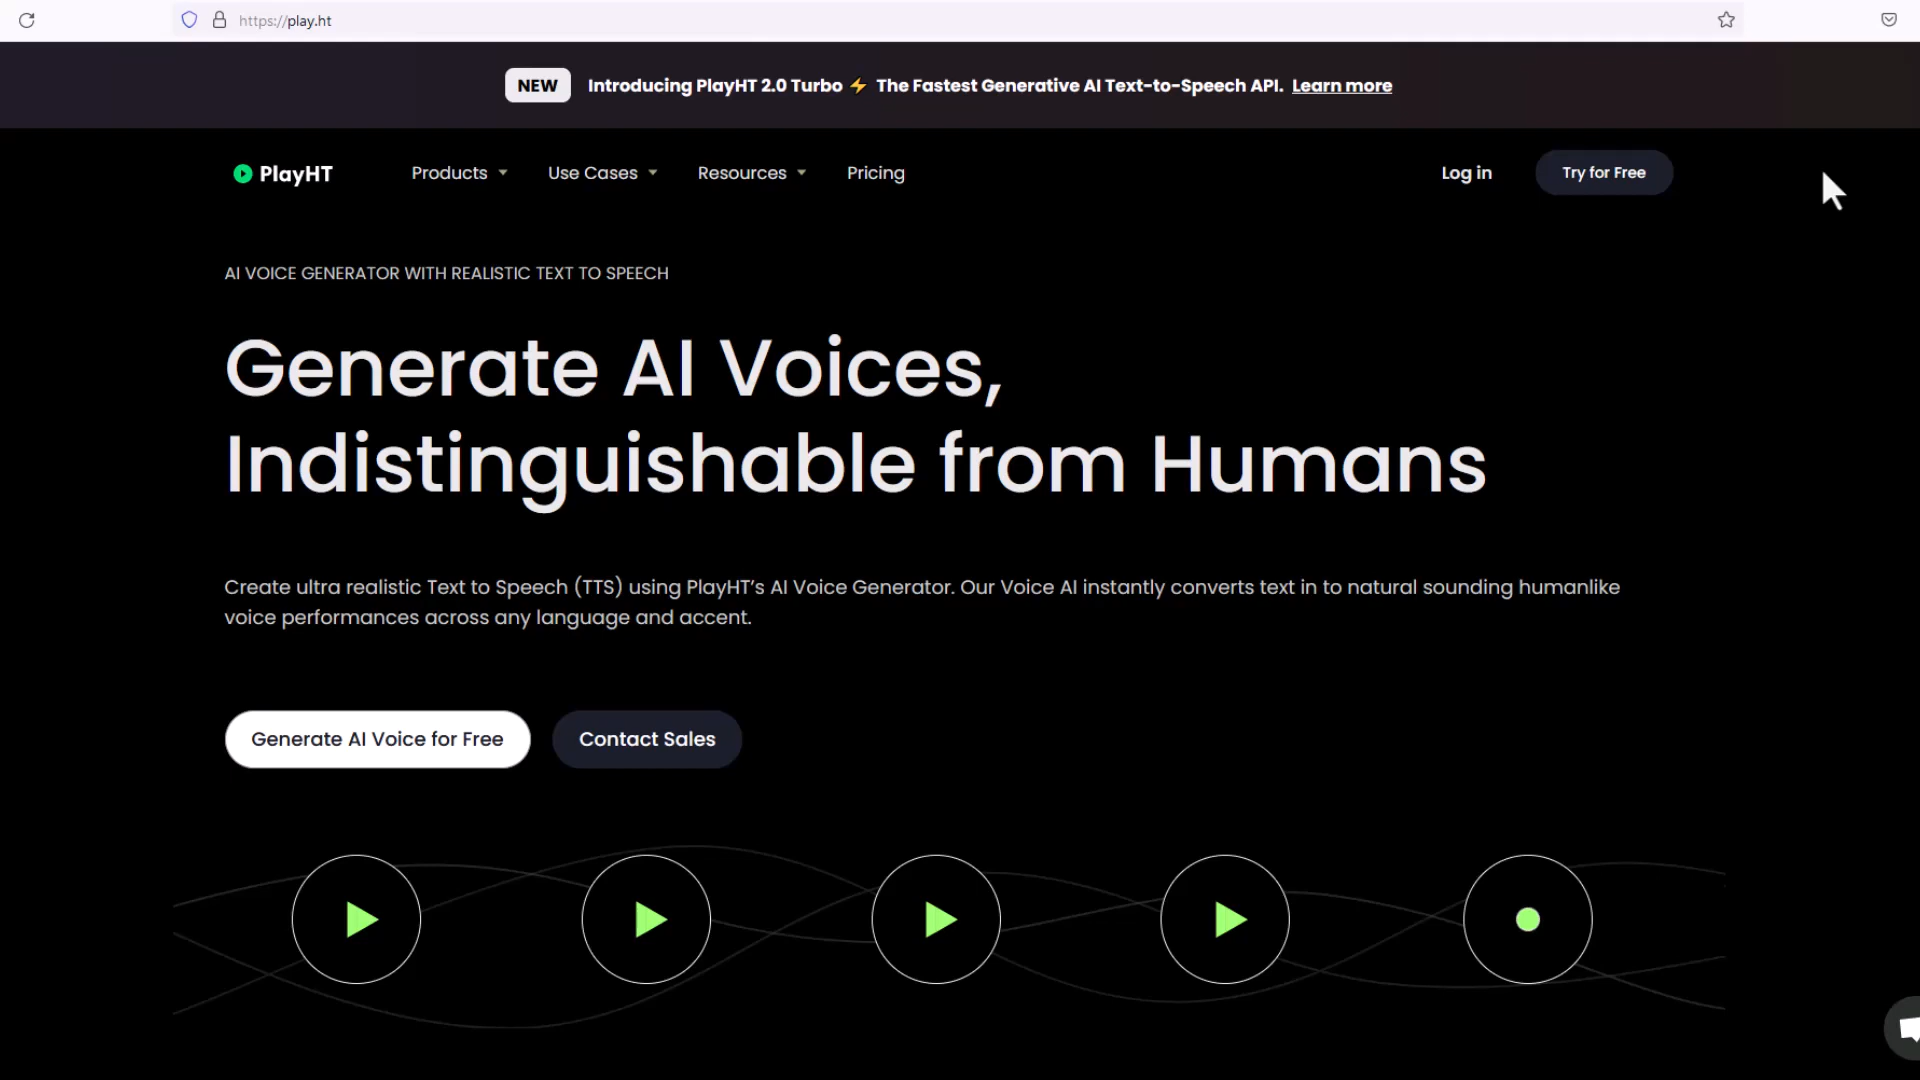 https://play.ht
NEW Introducing PlayHT 2.0 Turbo ⚡ The Fastest Generative AI Text-to-Speech API. Learn more
PlayHT Products Use Cases Resources Pricing Log in Try for Free
AI VOICE GENERATOR WITH REALISTIC TEXT TO SPEECH
Generate AI Voices,
Indistinguishable from Humans
Create ultra realistic Text to Speech (TTS) using PlayHT’s AI Voice Generator. Our Voice AI instantly converts text in to natural sounding humanlike
voice performances across any language and accent.
Generate AI Voice for Free Contact Sales